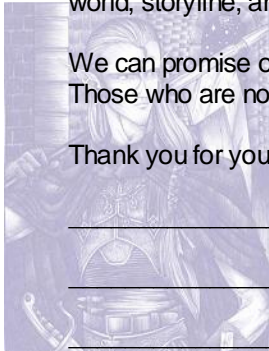 world, storyline, an
We can promise o
Those who are no
Thank you for you